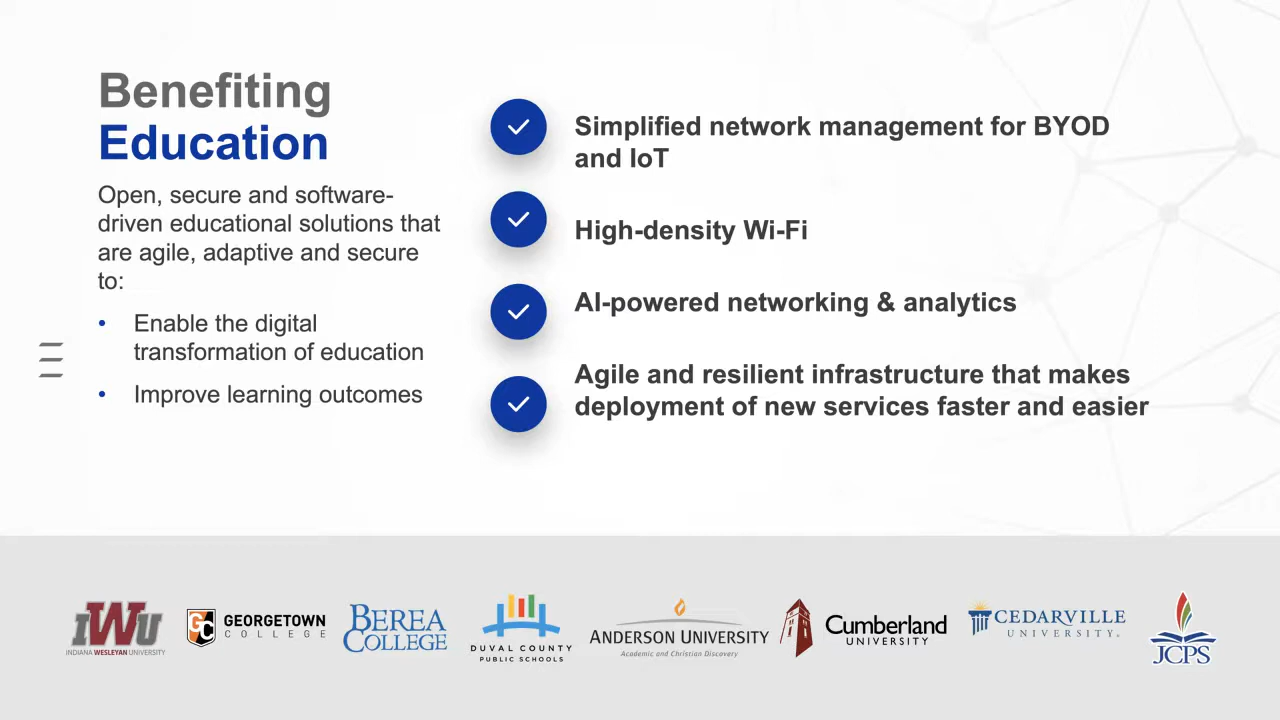 Benefiting
Education
Open, secure and software-
driven educational solutions that
are agile, adaptive and secure
to:
• Enable the digital
transformation of education
• Improve learning outcomes
Simplified network management for BYOD
and IoT
High-density Wi-Fi
AI-powered networking & analytics
Agile and resilient infrastructure that makes
deployment of new services faster and easier
IWU
INDIANA WESLEYAN UNIVERSITY
GC
GEORGETOWN
COLLEGE
BEREA
COLLEGE
DUVAL COUNTY
PUBLIC SCHOOLS
ANDERSON UNIVERSITY
Academic and Christian Discovery
Cumberland
UNIVERSITY
CEDARVILLE
UNIVERSITY.
JCPS